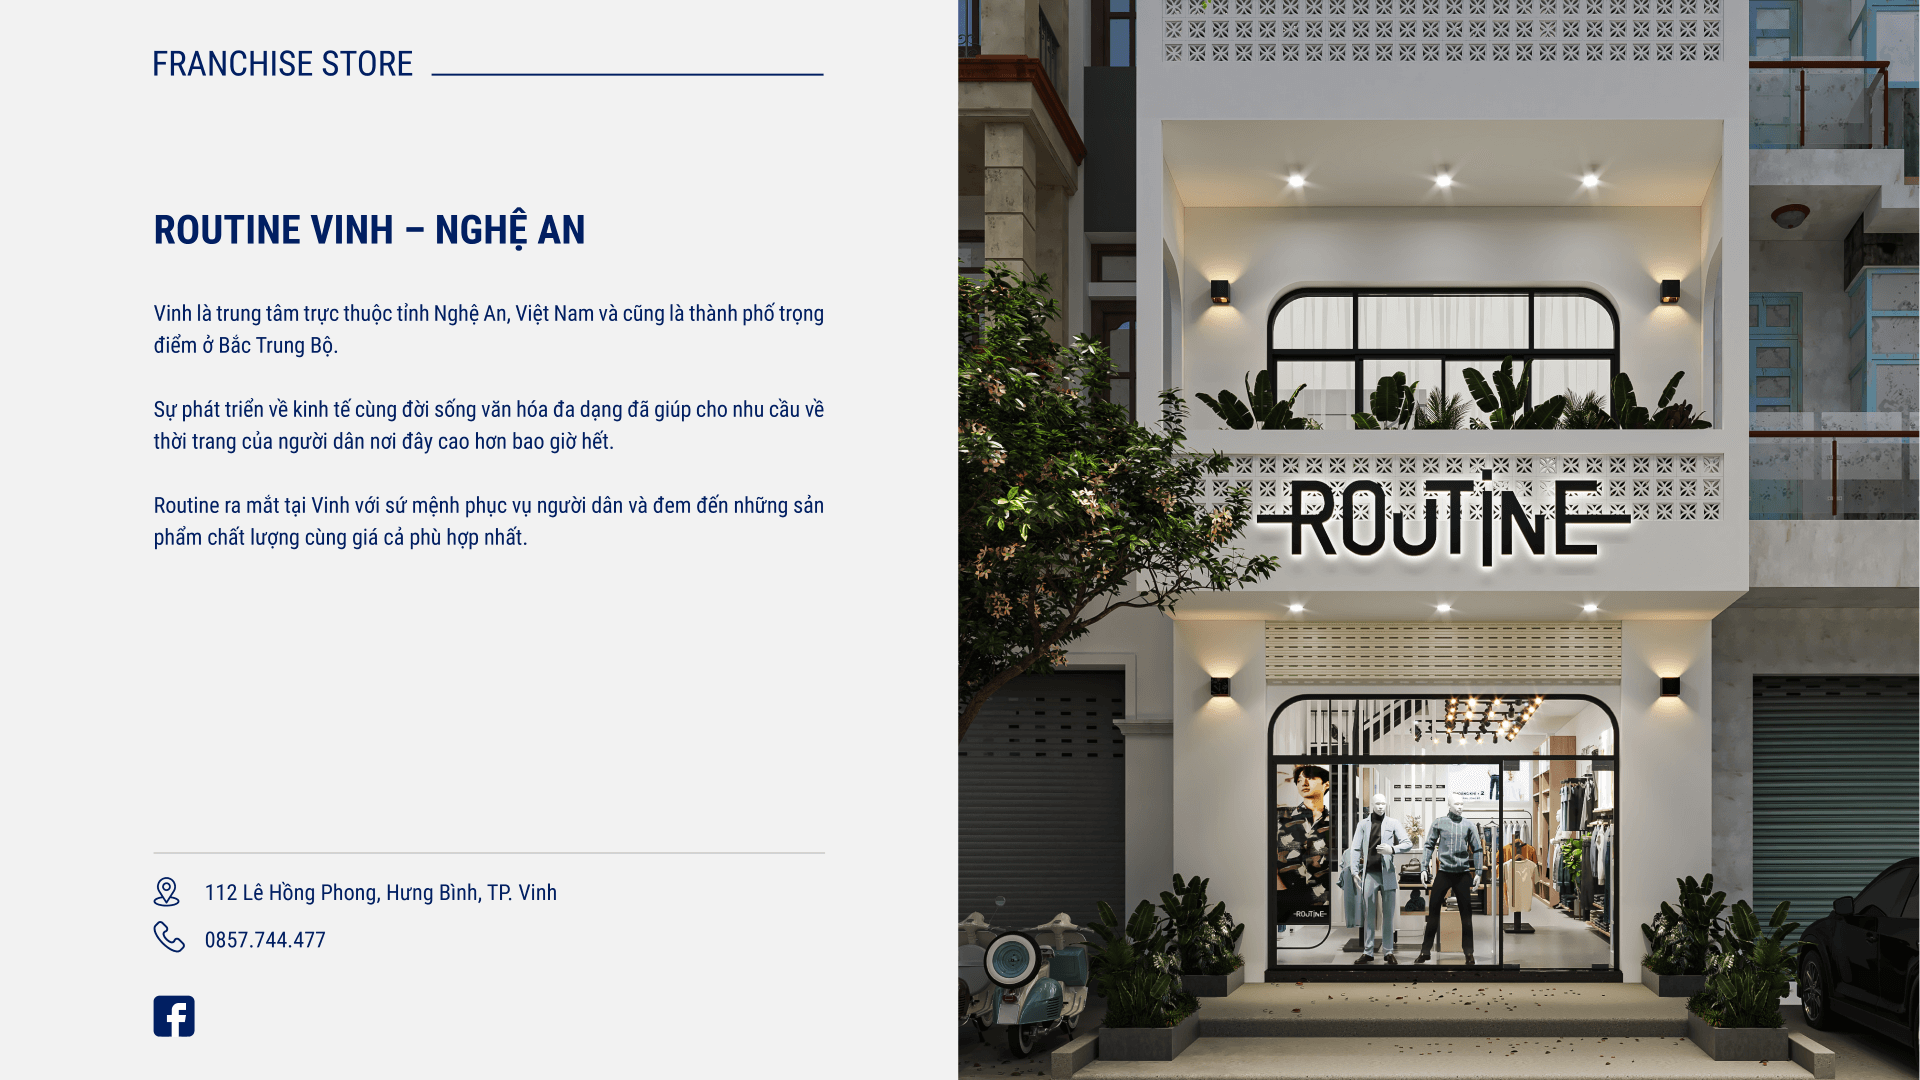 FRANCHISE STORE
ROUTINE VINH – NGHỆ AN
Vinh là trung tâm trực thuộc tỉnh Nghệ An, Việt Nam và cũng là thành phố trọng
điểm ở Bắc Trung Bộ.
Sự phát triển về kinh tế cùng đời sống văn hóa đa dạng đã giúp cho nhu cầu về
thời trang của người dân nơi đây cao hơn bao giờ hết.
Routine ra mắt tại Vinh với sứ mệnh phục vụ người dân và đem đến những sản
phẩm chất lượng cùng giá cả phù hợp nhất.
112 Lê Hồng Phong, Hưng Bình, TP. Vinh
0857.744.477
ROUTINE
ROUTINE